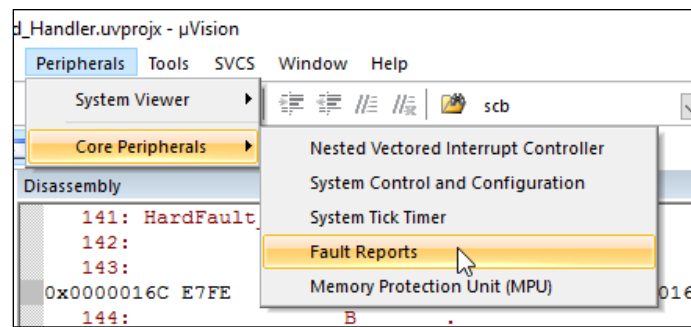 d_Handler.uvprojx - µVision
Peripherals Tools SVCS Window Help
System Viewer
scb
Core Peripherals
Nested Vectored Interrupt Controller
System Control and Configuration
System Tick Timer
Fault Reports
Memory Protection Unit (MPU)
Disassembly
141: HardFault_
142:
143:
0x0000016C E7FE
016
144: B .